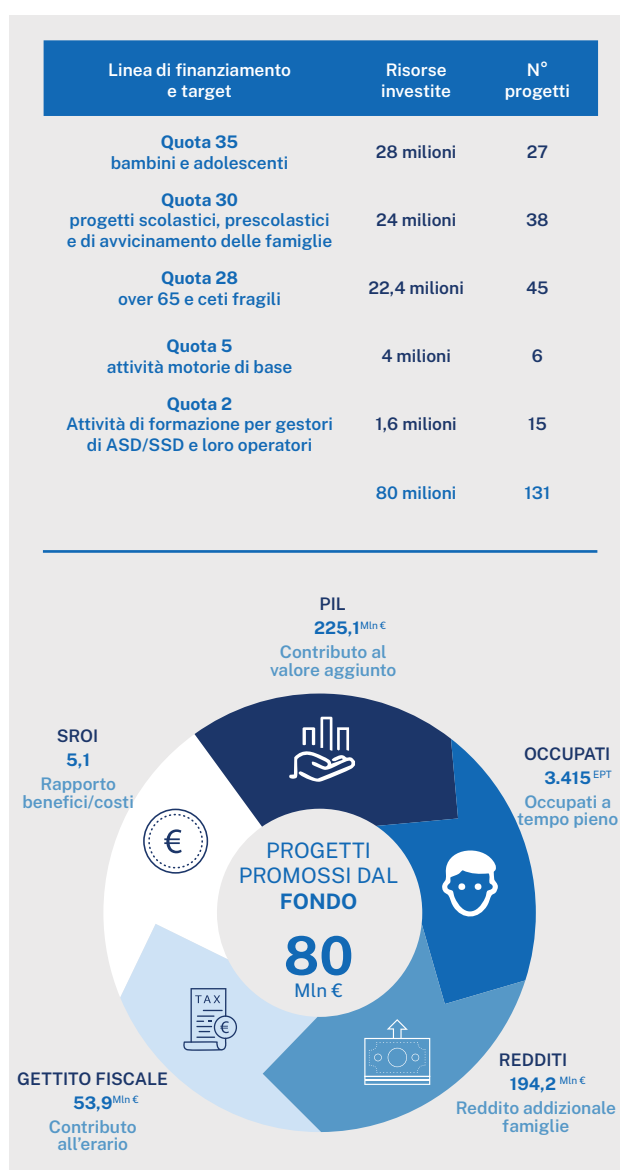 Linea di finanziamento
e target
Risorse
investite
N°
progetti
Quota 35
bambini e adolescenti
28 milioni
27
Quota 30
progetti scolastici, prescolastici
e di avvicinamento delle famiglie
24 milioni
38
Quota 28
over 65 e ceti fragili
22,4 milioni
45
Quota 5
attività motorie di base
4 milioni
6
Quota 2
Attività di formazione per gestori
di ASD/SSD e loro operatori
1,6 milioni
15
80 milioni
131
PIL
225,1 Mln €
Contributo al
valore aggiunto
SROI
5,1
Rapporto
benefici/costi
OCCUPATI
3.415 EPT
Occupati a
tempo pieno
€
PROGETTI
PROMOSSI DAL
FONDO
80
Mln €
TAX
€
GETTITO FISCALE
53,9 Mln €
Contributo
all'erario
REDDITI
194,2 Mln €
Reddito addizionale
famiglie